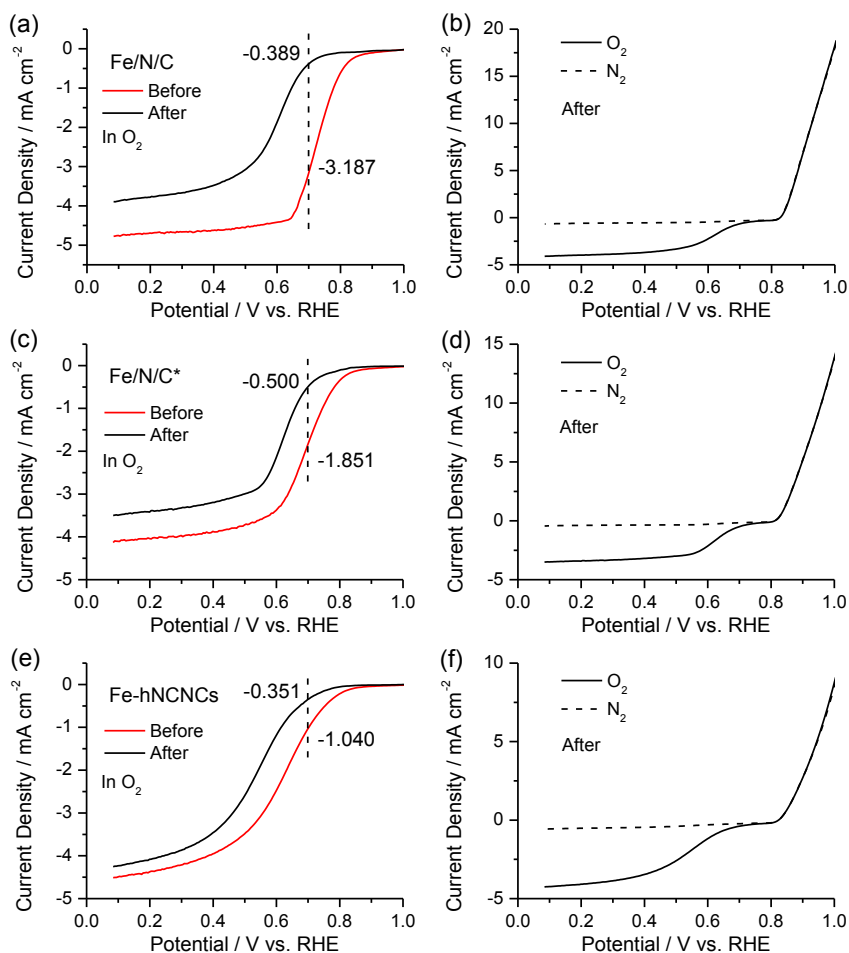 (a)
Fe/N/C
Before
After
In O₂
-0.389
-3.187
0
-1
-2
-3
-4
-5
0.0 0.2 0.4 0.6 0.8 1.0
Potential / V vs. RHE
Current Density / mA cm⁻²
(b)
O₂
N₂
After
20
15
10
5
0
-5
0.0 0.2 0.4 0.6 0.8 1.0
Potential / V vs. RHE
Current Density / mA cm⁻²
(c)
Fe/N/C*
Before
After
In O₂
-0.500
-1.851
0
-1
-2
-3
-4
-5
0.0 0.2 0.4 0.6 0.8 1.0
Potential / V vs. RHE
Current Density / mA cm⁻²
(d)
O₂
N₂
After
15
10
5
0
-5
0.0 0.2 0.4 0.6 0.8 1.0
Potential / V vs. RHE
Current Density / mA cm⁻²
(e)
Fe-hNCNCs
Before
After
In O₂
-0.351
-1.040
0
-1
-2
-3
-4
-5
0.0 0.2 0.4 0.6 0.8 1.0
Potential / V vs. RHE
Current Density / mA cm⁻²
(f)
O₂
N₂
After
10
5
0
-5
0.0 0.2 0.4 0.6 0.8 1.0
Potential / V vs. RHE
Current Density / mA cm⁻²